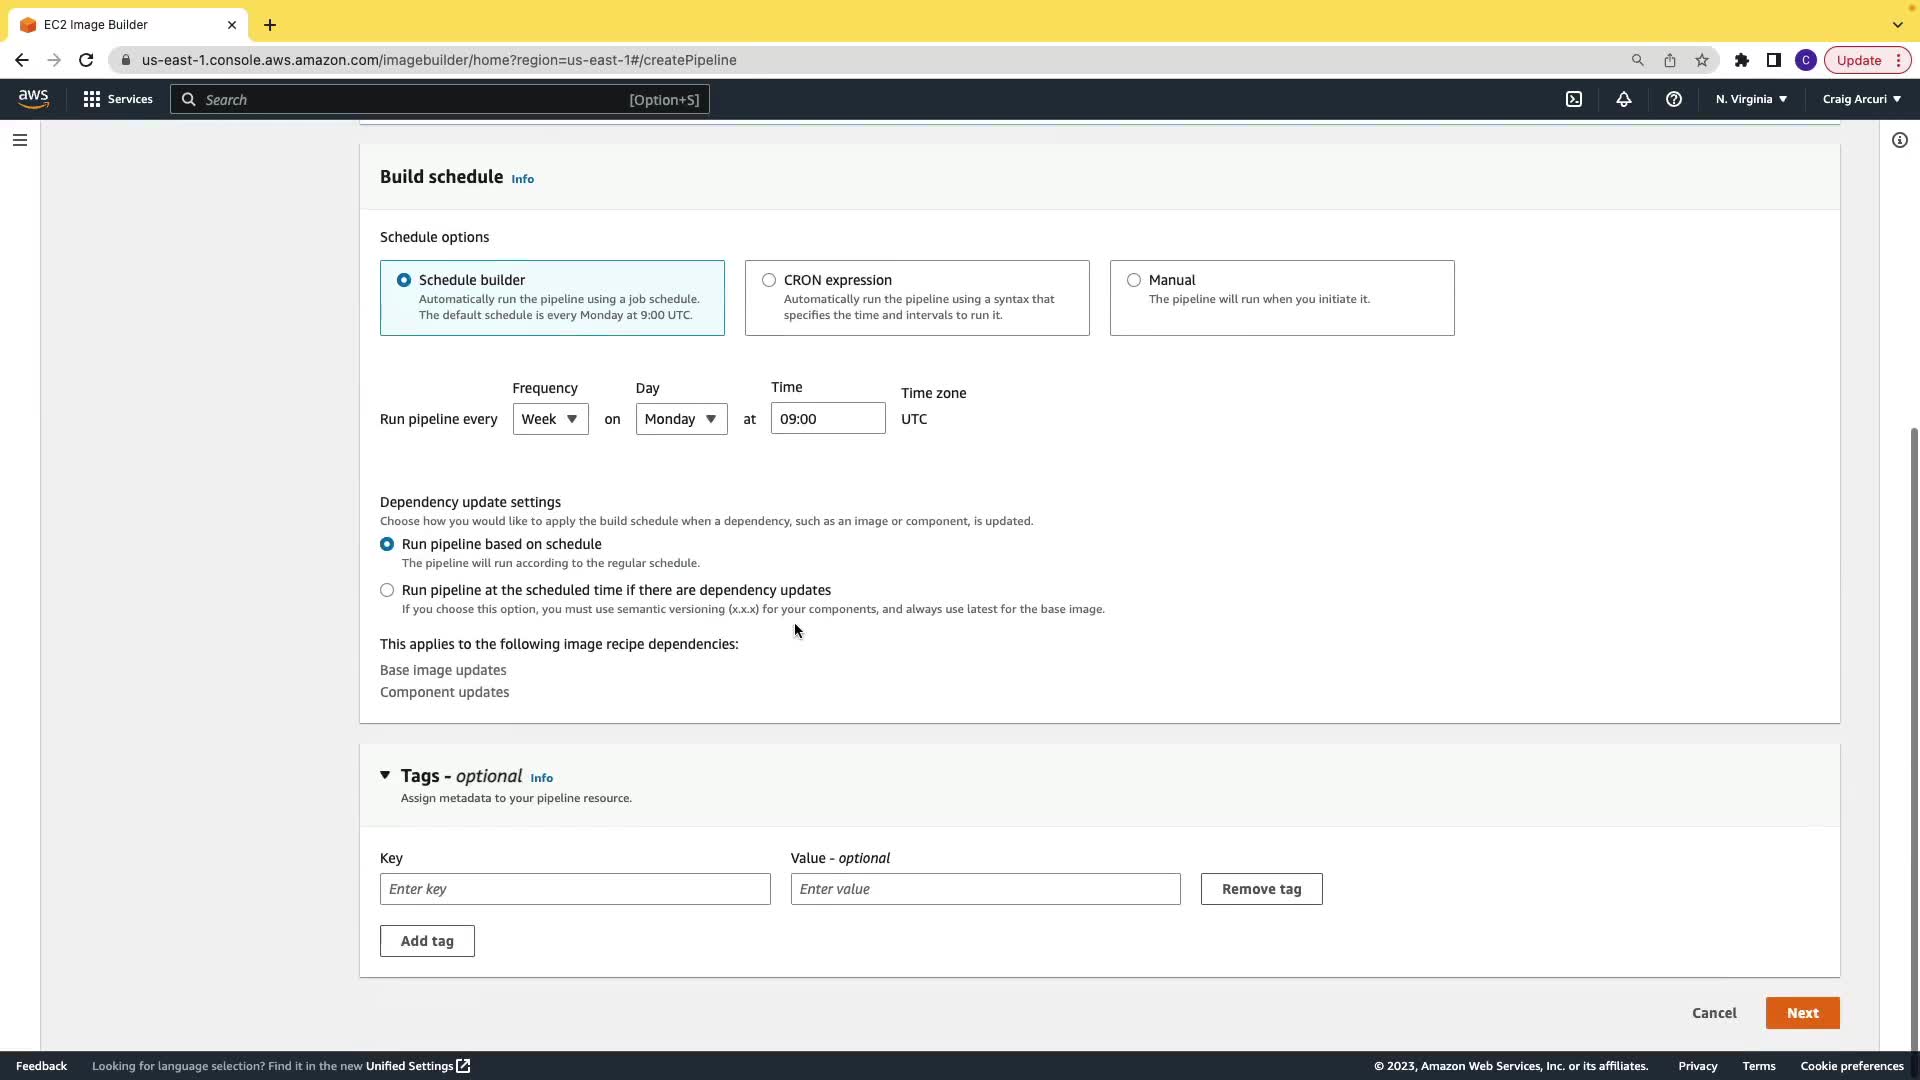 EC2 Image Builder
us-east-1.console.aws.amazon.com/imagebuilder/home?region=us-east-1#/createPipeline
C
Update
aws
Services
Search
[Option+S]
N. Virginia
Craig Arcuri
Build schedule Info
Schedule options
Schedule builder
Automatically run the pipeline using a job schedule.
The default schedule is every Monday at 9:00 UTC.
CRON expression
Automatically run the pipeline using a syntax that
specifies the time and intervals to run it.
Manual
The pipeline will run when you initiate it.
Frequency
Day
Time
Time zone
Run pipeline every Week on Monday at 09:00 UTC
Dependency update settings
Choose how you would like to apply the build schedule when a dependency, such as an image or component, is updated.
Run pipeline based on schedule
The pipeline will run according to the regular schedule.
Run pipeline at the scheduled time if there are dependency updates
If you choose this option, you must use semantic versioning (x.x.x) for your components, and always use latest for the base image.
This applies to the following image recipe dependencies:
Base image updates
Component updates
Tags - optional Info
Assign metadata to your pipeline resource.
Key
Value - optional
Enter key
Enter value
Remove tag
Add tag
Cancel
Next
Feedback
Looking for language selection? Find it in the new Unified Settings
© 2023, Amazon Web Services, Inc. or its affiliates.
Privacy
Terms
Cookie preferences